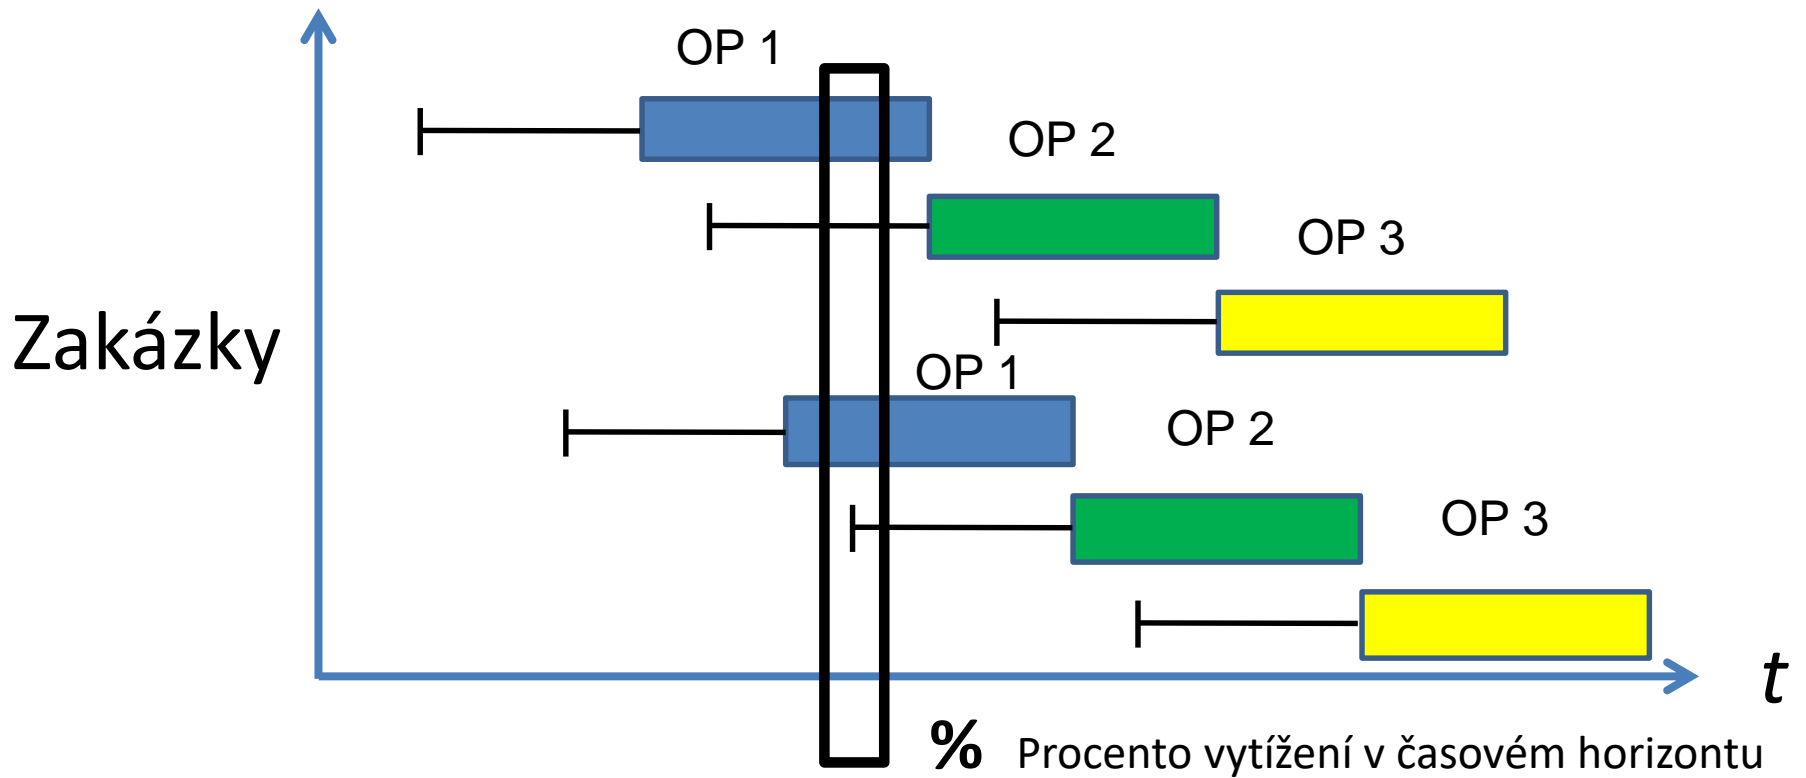 OP 1
OP 2
OP 3
Zakázky
OP 1
OP 2
OP 3
t
% Procento vytížení v časovém horizontu